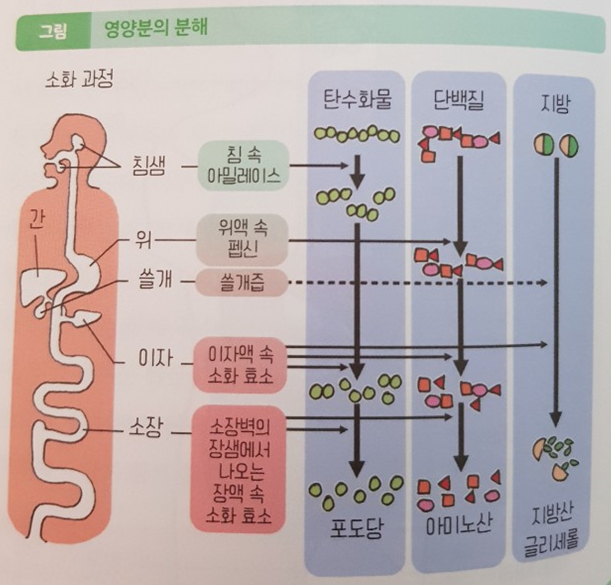 그림
영양분의 분해
소화 과정
탄수화물
단백질
지방
침샘
침 속
아밀레이스
간
위
위액 속
펩신
쓸개
쓸개즙
이자
이자액 속
소화 효소
소장
소장벽의
장샘에서
나오는
장액 속
소화 효소
포도당
아미노산
지방산
글리세롤